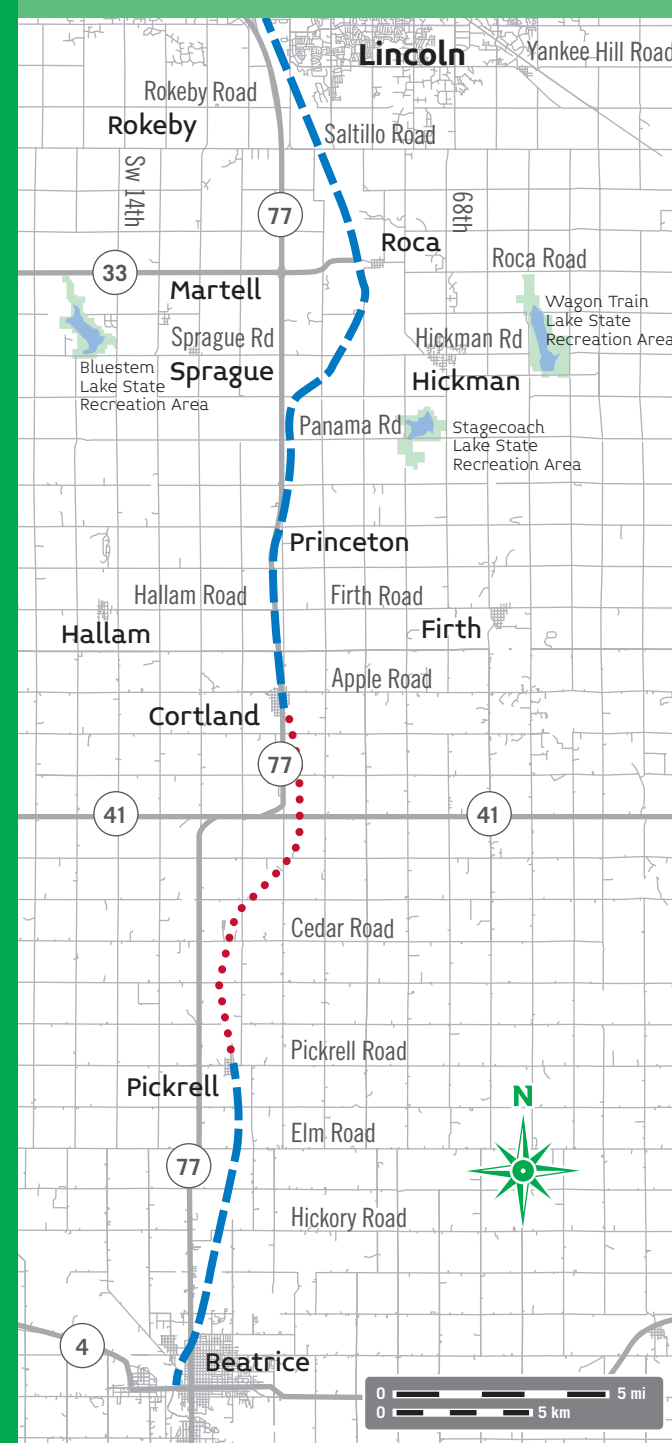 Lincoln
Yankee Hill Road
Rokeby Road
Rokeby
Saltillo Road
Sw 14th
68th
77
Roca
Roca Road
33
Martell
Wagon Train
Lake State
Recreation Area
Sprague Rd
Hickman Rd
Bluestem
Lake State
Recreation Area
Sprague
Hickman
Panama Rd
Stagecoach
Lake State
Recreation Area
Princeton
Hallam Road
Firth Road
Hallam
Firth
Apple Road
Cortland
77
41
41
Cedar Road
Pickrell Road
Pickrell
N
Elm Road
77
Hickory Road
4
Beatrice
0 5 mi
0 5 km